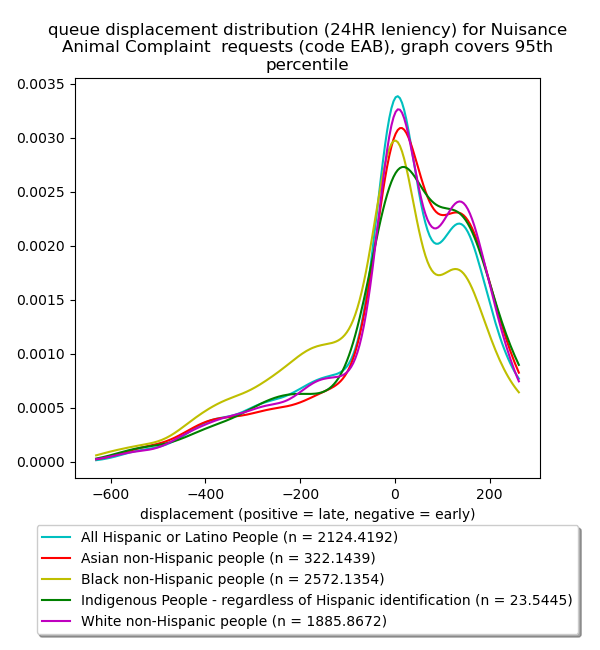 queue displacement distribution (24HR leniency) for Nuisance
Animal Complaint  requests (code EAB), graph covers 95th
percentile
0.0035
0.0030
0.0025
0.0020
0.0015
0.0010
0.0005
0.0000
−600 −400 −200 0 200
displacement (positive = late, negative = early)
All Hispanic or Latino People (n = 2124.4192)
Asian non-Hispanic people (n = 322.1439)
Black non-Hispanic people (n = 2572.1354)
Indigenous People - regardless of Hispanic identification (n = 23.5445)
White non-Hispanic people (n = 1885.8672)